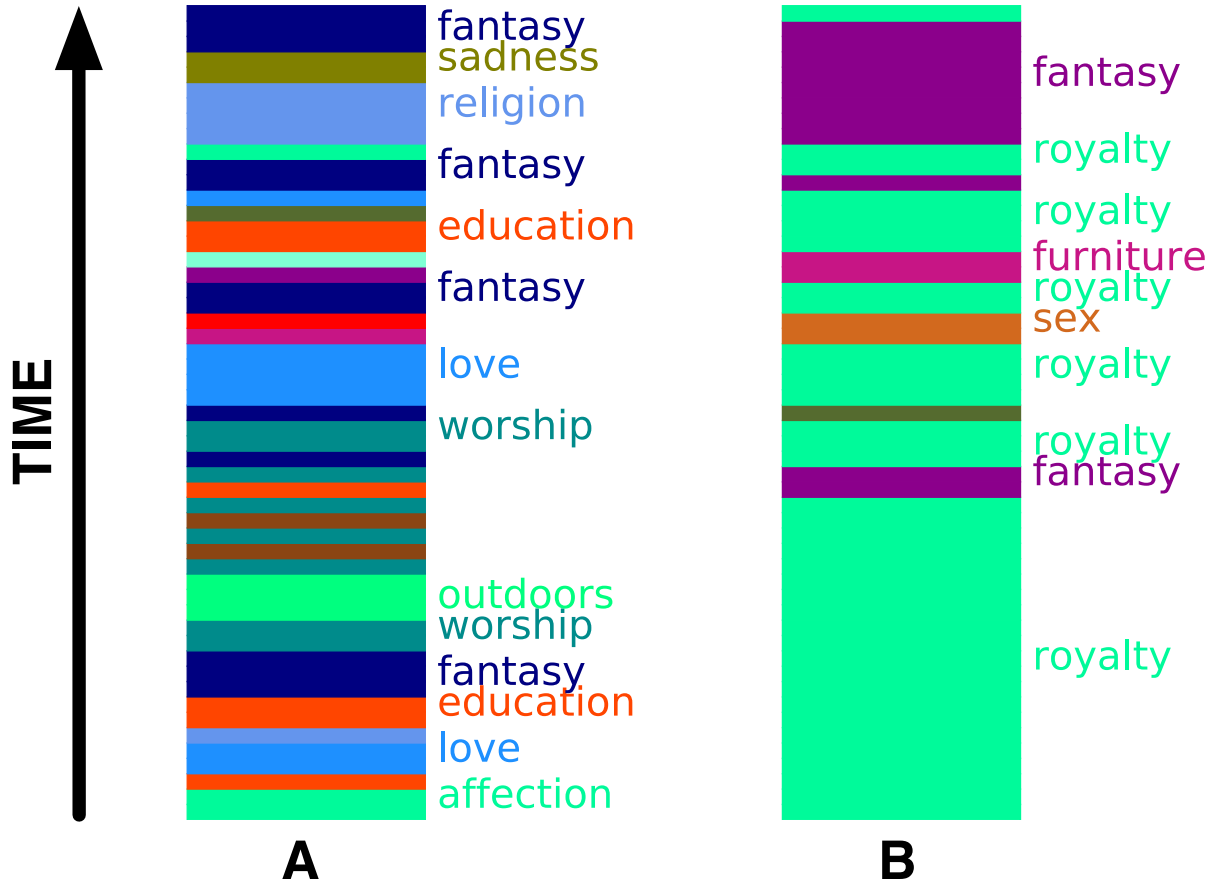 TIME
fantasy
sadness
religion
fantasy
education
fantasy
love
worship
outdoors
worship
fantasy
education
love
affection
A
fantasy
royalty
royalty
furniture
royalty
sex
royalty
royalty
fantasy
royalty
B